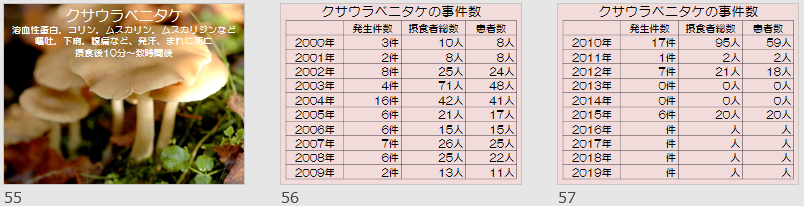 クサウラベニタケ
溶血性蛋白、コリン、ムスカリン、ムスカリジンなど
嘔吐、下痢、腹痛など、発汗、まれに死亡
摂食後10分～数時間後
55
クサウラベニタケの事件数
発生件数 摂食者総数 患者数
2000年 3件 10人 8人
2001年 2件 8人 8人
2002年 8件 25人 24人
2003年 4件 71人 48人
2004年 16件 42人 41人
2005年 6件 21人 17人
2006年 6件 15人 15人
2007年 7件 26人 25人
2008年 6件 25人 22人
2009年 2件 13人 11人
56
クサウラベニタケの事件数
発生件数 摂食者総数 患者数
2010年 17件 95人 59人
2011年 1件 2人 2人
2012年 7件 21人 18人
2013年 0件 0人 0人
2014年 0件 0人 0人
2015年 6件 20人 20人
2016年 件 人 人
2017年 件 人 人
2018年 件 人 人
2019年 件 人 人
57